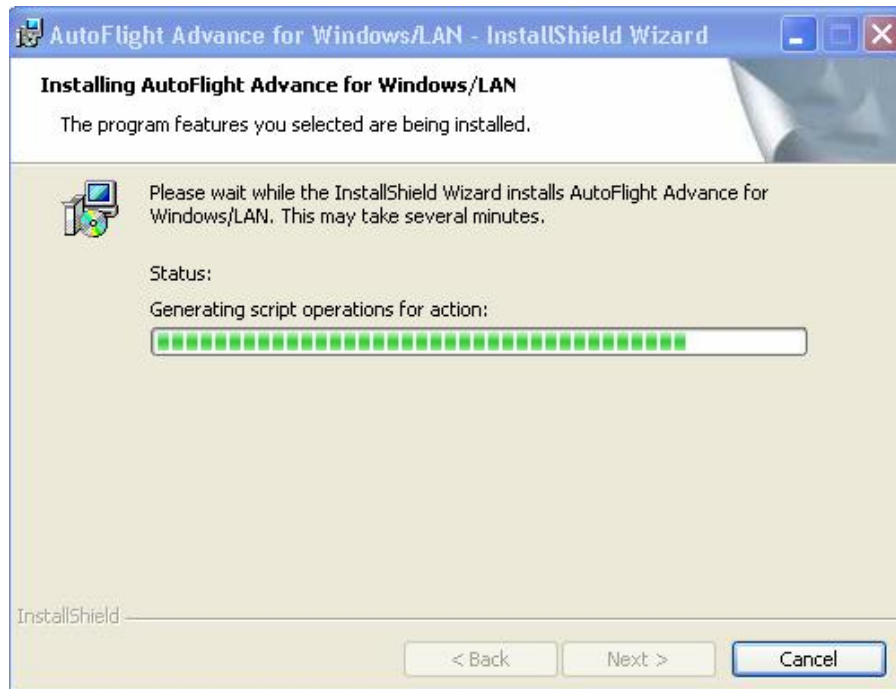 AutoFlight Advance for Windows/LAN - InstallShield Wizard
Installing AutoFlight Advance for Windows/LAN
The program features you selected are being installed.
Please wait while the InstallShield Wizard installs AutoFlight Advance for
Windows/LAN. This may take several minutes.
Status:
Generating script operations for action:
InstallShield
< Back
Next >
Cancel